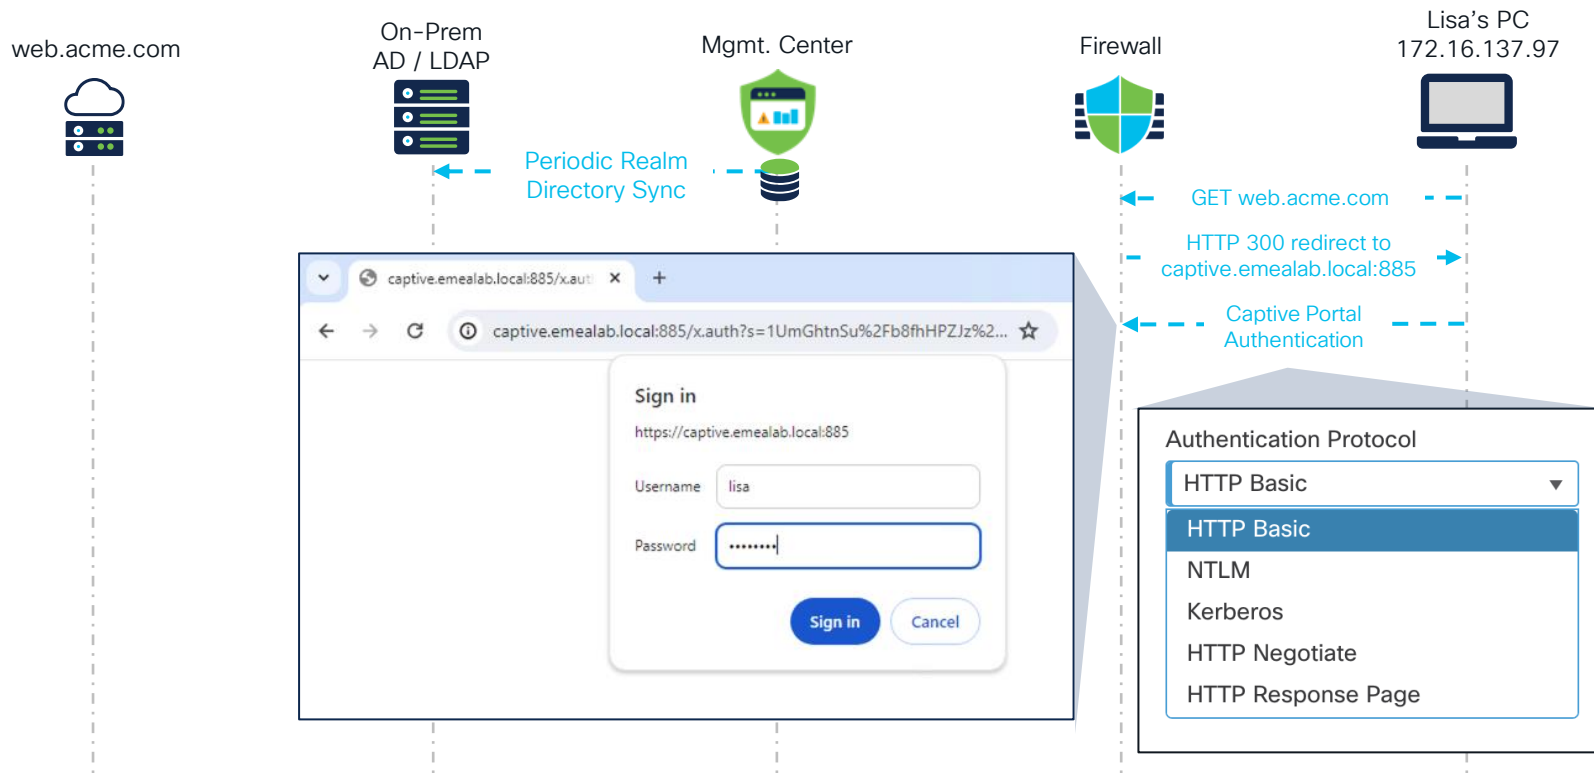 web.acme.com
On-Prem
AD / LDAP
Mgmt. Center
Firewall
Lisa's PC
172.16.137.97
Periodic Realm
Directory Sync
GET web.acme.com
HTTP 300 redirect to
captive.emealab.local:885
Captive Portal
Authentication
captive.emealab.local:885/x.aut
captive.emealab.local:885/x.auth?s=1UmGhtnSu%2Fb8fhHPZJz%2...
Sign in
https://captive.emealab.local:885
Username
lisa
Password
••••••••
Sign in
Cancel
Authentication Protocol
HTTP Basic
HTTP Basic
NTLM
Kerberos
HTTP Negotiate
HTTP Response Page